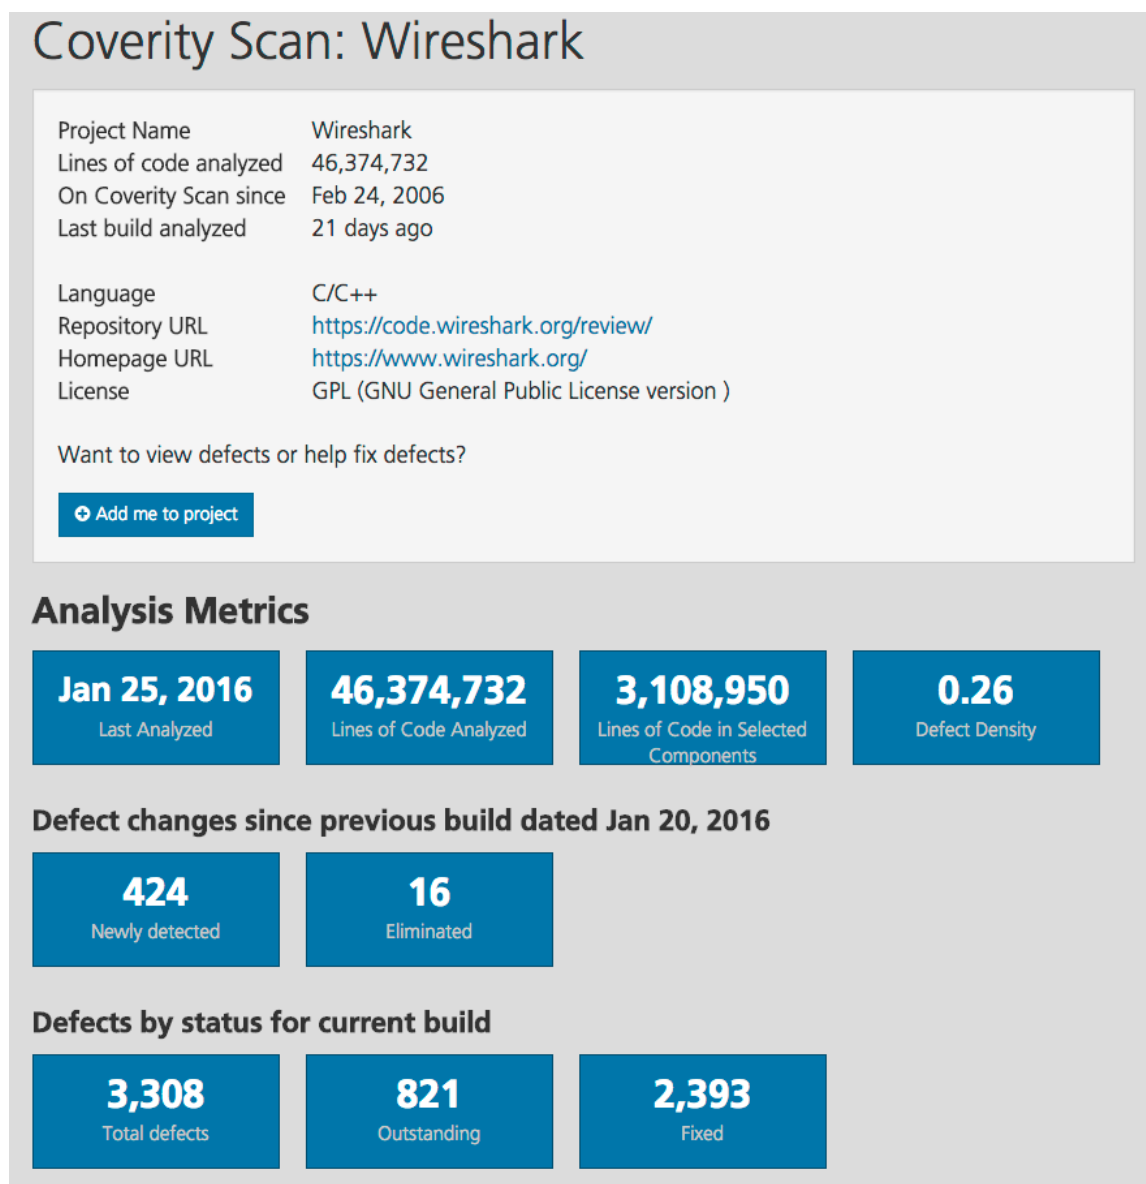 Coverity Scan: Wireshark
Project Name Wireshark
Lines of code analyzed 46,374,732
On Coverity Scan since Feb 24, 2006
Last build analyzed 21 days ago
Language C/C++
Repository URL https://code.wireshark.org/review/
Homepage URL https://www.wireshark.org/
License GPL (GNU General Public License version )
Want to view defects or help fix defects?
Add me to project
Analysis Metrics
Jan 25, 2016
Last Analyzed
46,374,732
Lines of Code Analyzed
3,108,950
Lines of Code in Selected
Components
0.26
Defect Density
Defect changes since previous build dated Jan 20, 2016
424
Newly detected
16
Eliminated
Defects by status for current build
3,308
Total defects
821
Outstanding
2,393
Fixed